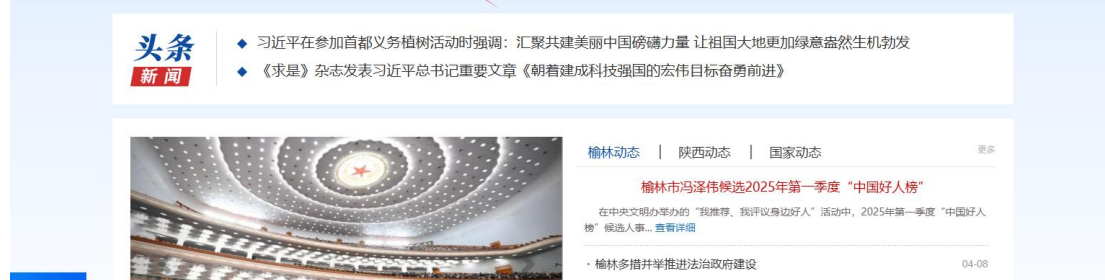 头条
新闻
习近平在参加首都义务植树活动时强调：汇聚共建美丽中国磅礴力量 让祖国大地更加绿意盎然生机勃发
《求是》杂志发表习近平总书记重要文章《朝着建成科技强国的宏伟目标奋勇前进》
榆林动态 | 陕西动态 | 国家动态 更多
榆林市冯泽伟候选2025年第一季度“中国好人榜”
在中央文明办举办的“我推荐、我评议身边好人”活动中，2025年第一季度“中国好人
榜”候选人事... 查看详细
· 榆林多措并举推进法治政府建设 04-08